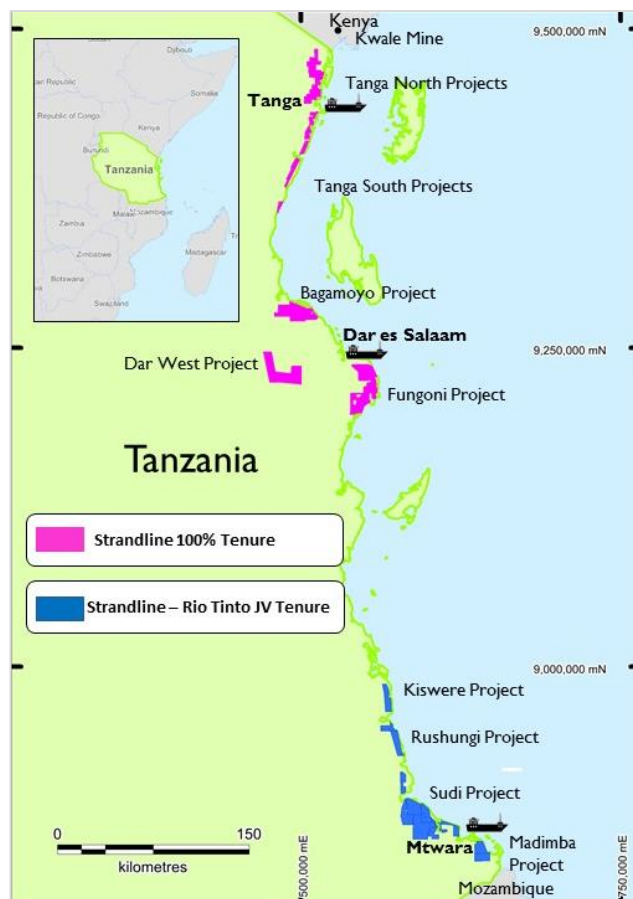 Kenya
Kwale Mine
9,500,000 mN
Tanga North Projects
Tanga
Tanga South Projects
Bagamoyo Project
Dar es Salaam
9,250,000 mN
Dar West Project
Fungoni Project
Tanzania
Strandline 100% Tenure
Strandline – Rio Tinto JV Tenure
9,000,000 mN
Kiswere Project
Rushungi Project
Sudi Project
0 150
kilometres
Mtwara
Madimba
Project
Mozambique
500,000 mE
750,000 mE
Djibouti
Somalia
Republic of Congo
Kenya
Burundi
Tanzania
Malawi
Mozambique
Zambia
Zimbabwe
Madagascar
Botswana
Swaziland